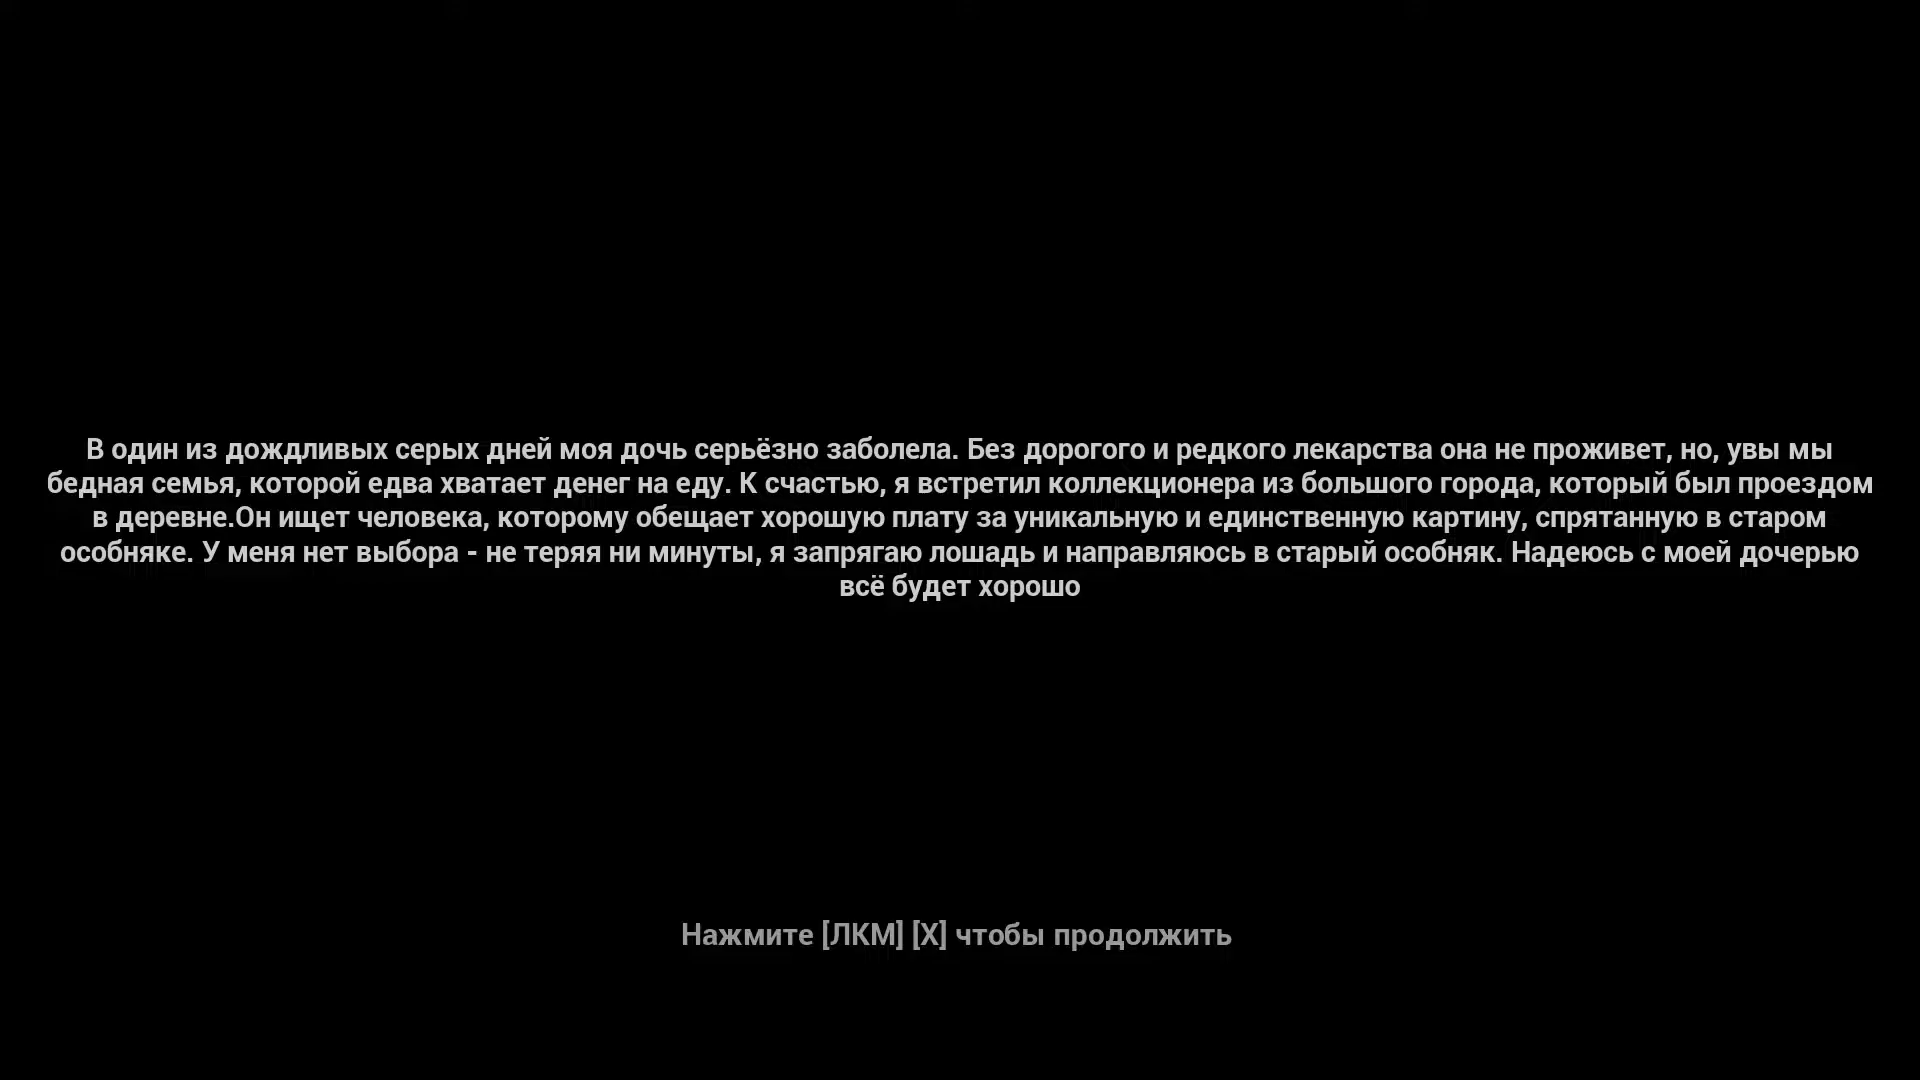 В один из дождливых серых дней моя дочь серьёзно заболела. Без дорогого и редкого лекарства она не проживет, но, увы мы
бедная семья, которой едва хватает денег на еду. К счастью, я встретил коллекционера из большого города, который был проездом
в деревне.Он ищет человека, которому обещает хорошую плату за уникальную и единственную картину, спрятанную в старом
особняке. У меня нет выбора - не теряя ни минуты, я запрягаю лошадь и направляюсь в старый особняк. Надеюсь с моей дочерью
всё будет хорошо
Нажмите [ЛКМ] [X] чтобы продолжить